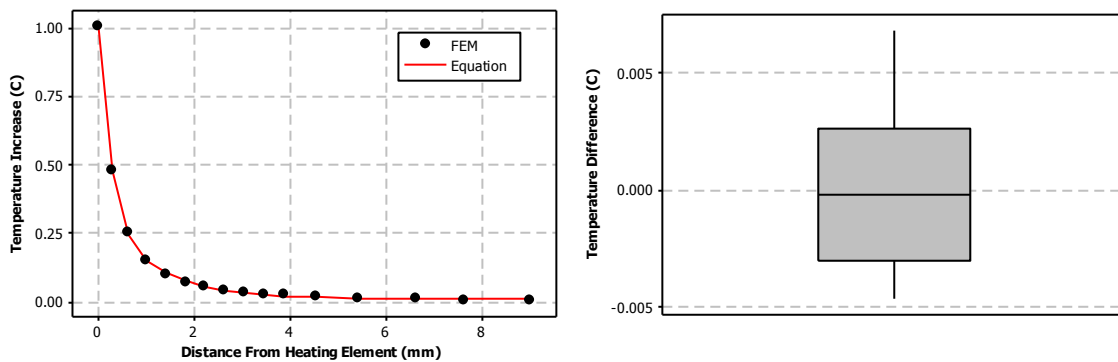 1.00
0.75
0.50
0.25
0.00
Temperature Increase (C)
FEM
Equation
0
2
4
6
8
Distance From Heating Element (mm)
0.005
0.000
-0.005
Temperature Difference (C)